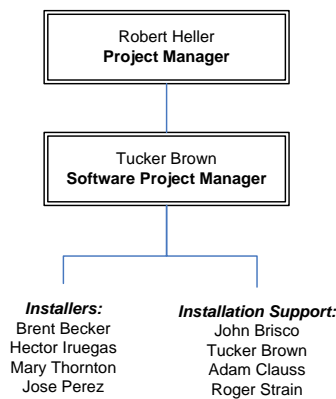 Robert Heller
Project Manager
Tucker Brown
Software Project Manager
Installers:
Brent Becker
Hector Iruegas
Mary Thornton
Jose Perez
Installation Support:
John Brisco
Tucker Brown
Adam Clauss
Roger Strain